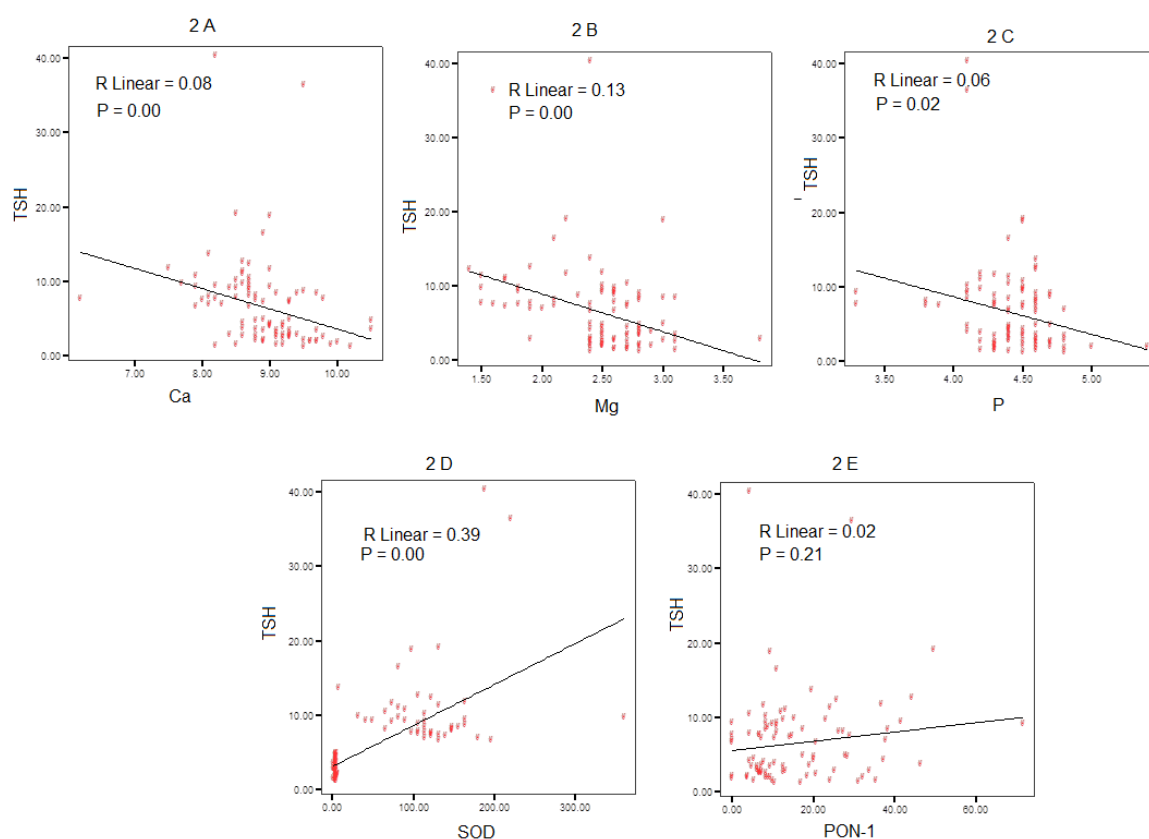 2 A
R Linear = 0.08
P = 0.00
40.00
30.00
20.00
10.00
0.00
TSH
7.00 8.00 9.00 10.00
Ca
2 B
R Linear = 0.13
P = 0.00
40.00
30.00
20.00
10.00
0.00
TSH
1.50 2.00 2.50 3.00 3.50
Mg
2 C
R Linear = 0.06
P = 0.02
40.00
30.00
20.00
10.00
0.00
TSH
3.50 4.00 4.50 5.00
P
2 D
R Linear = 0.39
P = 0.00
40.00
30.00
20.00
10.00
0.00
TSH
0.00 100.00 200.00 300.00
SOD
2 E
R Linear = 0.02
P = 0.21
40.00
30.00
20.00
10.00
0.00
TSH
0.00 20.00 40.00 60.00
PON-1